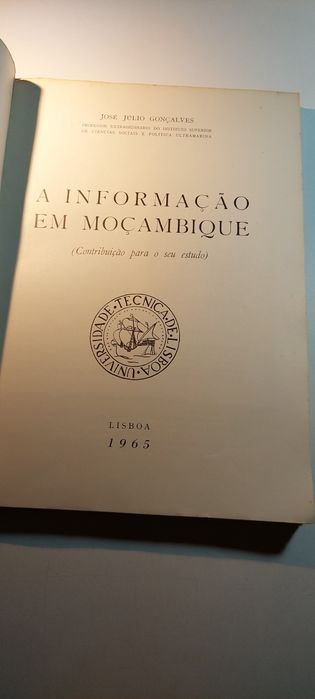 JOSÉ JÚLIO GONÇALVES
PROFESSOR EXTRAORDINÁRIO DO INSTITUTO SUPERIOR
DE CIÊNCIAS SOCIAIS E POLÍTICA ULTRAMARINA
A INFORMAÇÃO
EM MOÇAMBIQUE
(Contribuição para o seu estudo)
UNIVERSIDADE·TECNICA·DE·LISBOA·
LISBOA
1965